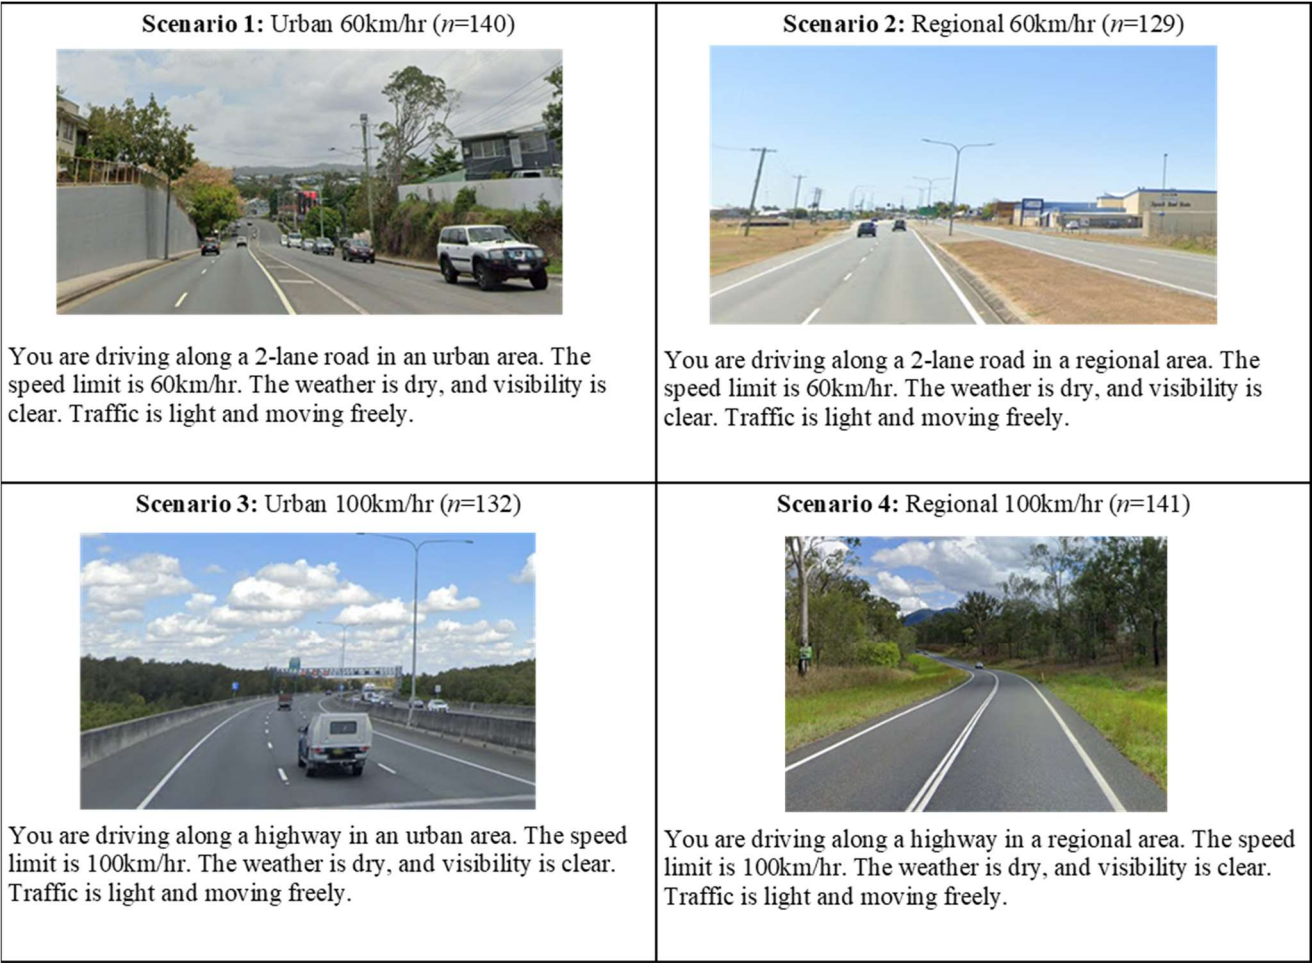 Scenario 1: Urban 60km/hr (n=140)
You are driving along a 2-lane road in an urban area. The
speed limit is 60km/hr. The weather is dry, and visibility is
clear. Traffic is light and moving freely.
Scenario 2: Regional 60km/hr (n=129)
You are driving along a 2-lane road in a regional area. The
speed limit is 60km/hr. The weather is dry, and visibility is
clear. Traffic is light and moving freely.
Scenario 3: Urban 100km/hr (n=132)
You are driving along a highway in an urban area. The speed
limit is 100km/hr. The weather is dry, and visibility is clear.
Traffic is light and moving freely.
Scenario 4: Regional 100km/hr (n=141)
You are driving along a highway in a regional area. The speed
limit is 100km/hr. The weather is dry, and visibility is clear.
Traffic is light and moving freely.